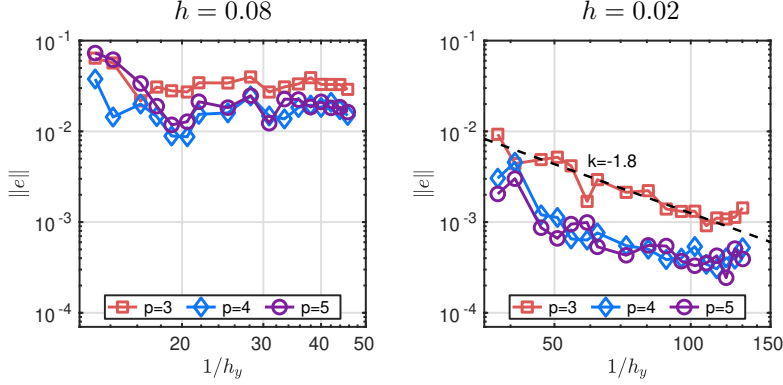 h = 0.08
10^{-1}
10^{-2}
10^{-3}
10^{-4}
‖e‖
p=3 p=4 p=5
20 30 40 50
1/h_y
h = 0.02
10^{-1}
10^{-2}
10^{-3}
10^{-4}
‖e‖
k=-1.8
p=3 p=4 p=5
50 100 150
1/h_y